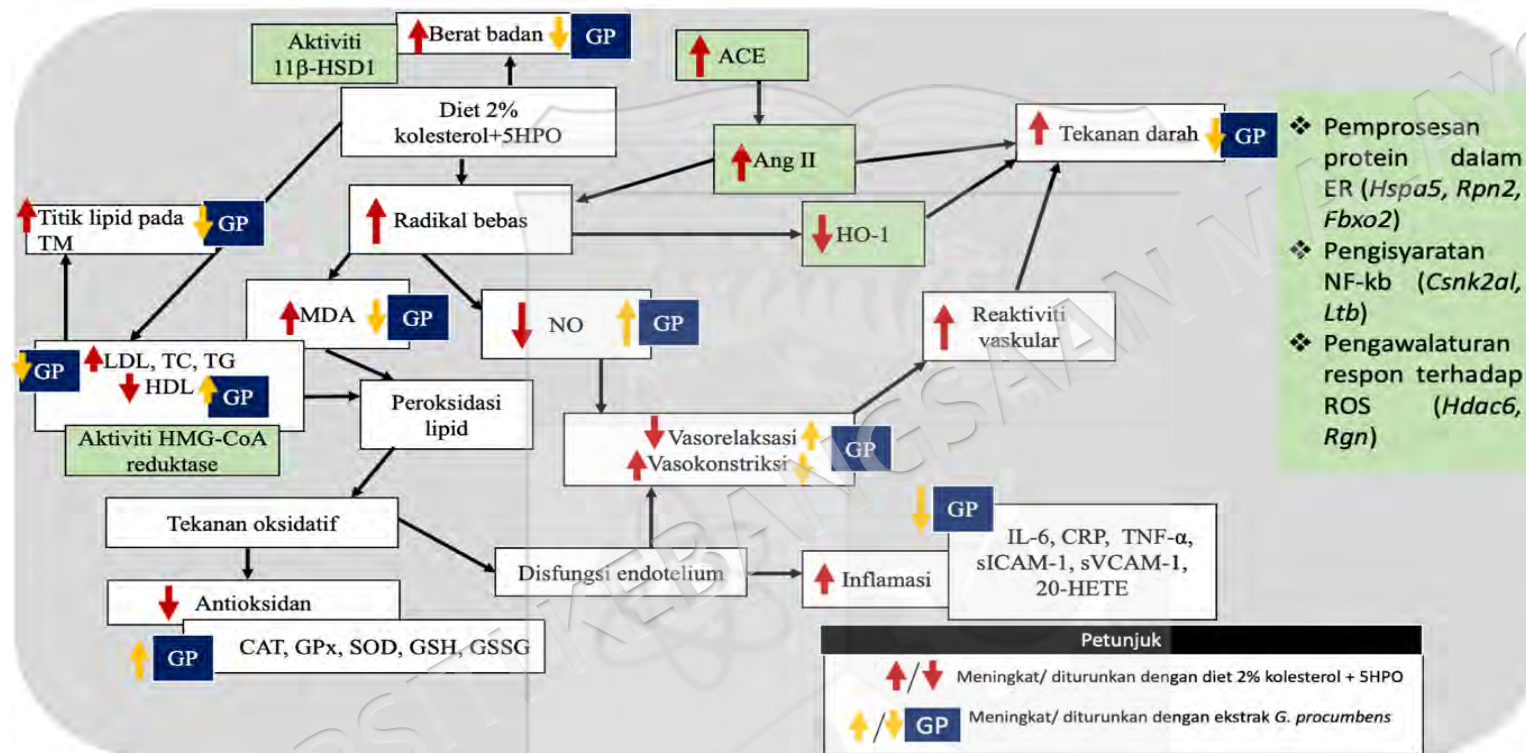 Aktiviti
11β-HSD1
Berat badan
GP
ACE
Diet 2%
kolesterol+5HPO
Ang II
Tekanan darah
GP
Titik lipid pada
TM
GP
Radikal bebas
HO-1
MDA
GP
NO
GP
Reaktiviti
vaskular
GP
LDL, TC, TG
HDL
GP
Aktiviti HMG-CoA
reduktase
Peroksidasi
lipid
Vasorelaksasi
Vasokonstriksi
GP
Tekanan oksidatif
Disfungsi endotelium
Inflamasi
GP
IL-6, CRP, TNF-α,
sICAM-1, sVCAM-1,
20-HETE
Antioksidan
GP
CAT, GPx, SOD, GSH, GSSG
❖ Pemprosesan
protein dalam
ER (Hspa5, Rpn2,
Fbxo2)
❖ Pengisyaratan
NF-kb (Csnk2al,
Ltb)
❖ Pengawalaturan
respon terhadap
ROS (Hdac6,
Rgn)
Petunjuk
/ Meningkat/ diturunkan dengan diet 2% kolesterol + 5HPO
/ GP Meningkat/ diturunkan dengan ekstrak G. procumbens